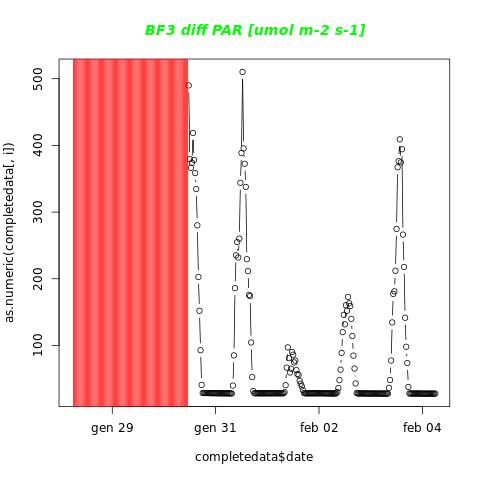 BF3 diff PAR [umol m-2 s-1]
500
400
300
200
100
as.numeric(completedata[, i])
gen 29 gen 31 feb 02 feb 04
completedata$date